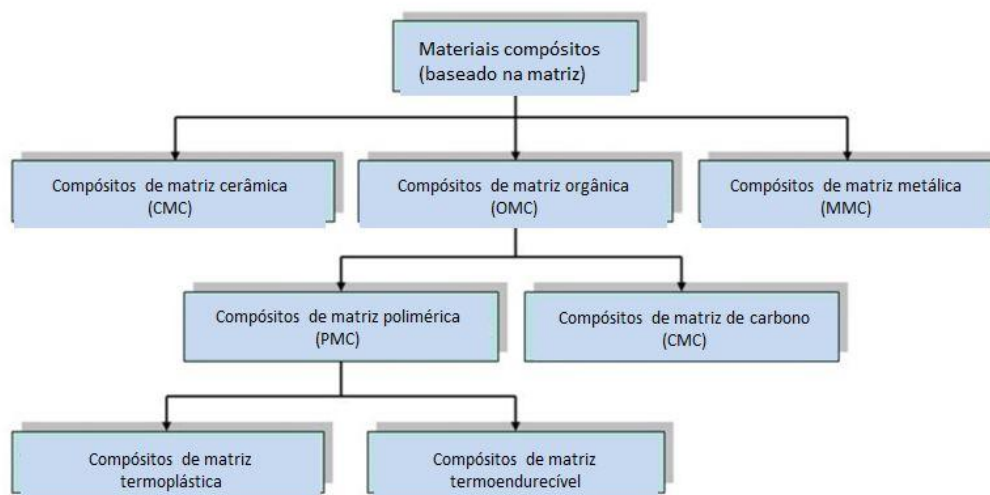 Materiais compósitos
(baseado na matriz)
Compósitos de matriz cerâmica
(CMC)
Compósitos de matriz orgânica
(OMC)
Compósitos de matriz metálica
(MMC)
Compósitos de matriz polimérica
(PMC)
Compósitos de matriz de carbono
(CMC)
Compósitos de matriz
termoplástica
Compósitos de matriz
termoendurecível